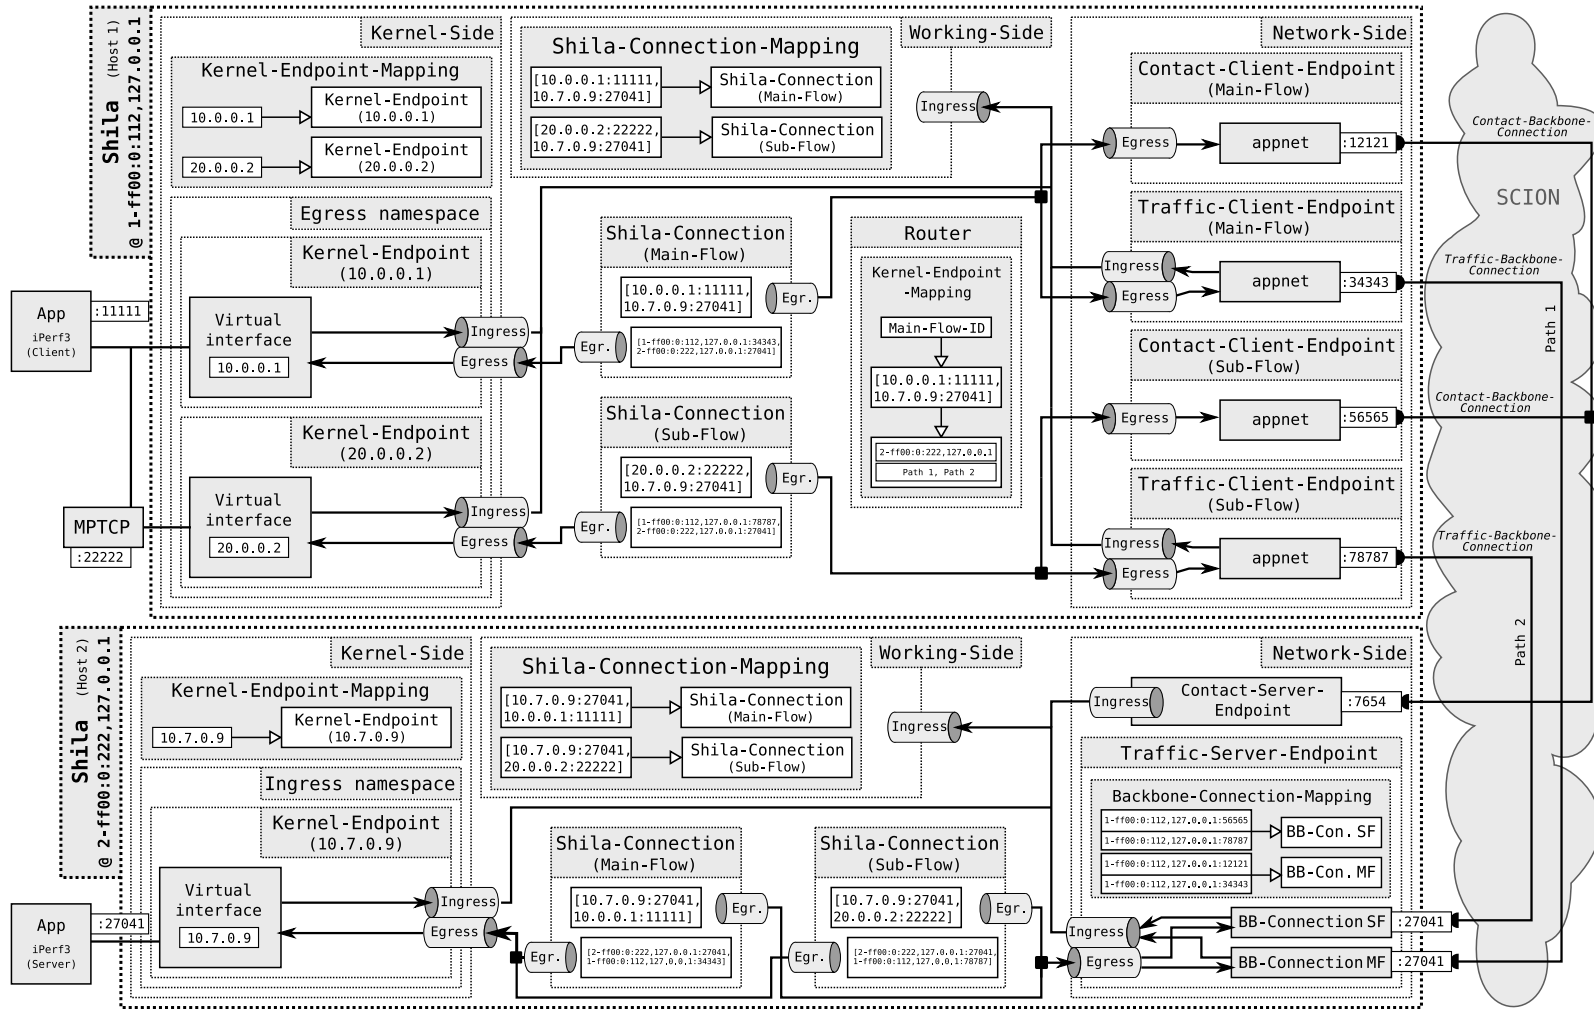 Shila (Host 1)
@ 1-ff00:0:112,127.0.0.1
Kernel-Side
Kernel-Endpoint-Mapping
10.0.0.1
Kernel-Endpoint
(10.0.0.1)
20.0.0.2
Kernel-Endpoint
(20.0.0.2)
Egress namespace
Kernel-Endpoint
(10.0.0.1)
Virtual
interface
10.0.0.1
Ingress
Egress
Kernel-Endpoint
(20.0.0.2)
Virtual
interface
20.0.0.2
Ingress
Egress
App
iPerf3
(Client)
:11111
MPTCP
:22222
Working-Side
Shila-Connection-Mapping
[10.0.0.1:11111,
10.7.0.9:27041]
Shila-Connection
(Main-Flow)
[20.0.0.2:22222,
10.7.0.9:27041]
Shila-Connection
(Sub-Flow)
Ingress
Shila-Connection
(Main-Flow)
[10.0.0.1:11111,
10.7.0.9:27041]
Egr.
Egr.
[1-ff00:0:112,127.0.0.1:34343,
2-ff00:0:222,127.0.0.1:27041]
Shila-Connection
(Sub-Flow)
[20.0.0.2:22222,
10.7.0.9:27041]
Egr.
Egr.
[1-ff00:0:112,127.0.0.1:78787,
2-ff00:0:222,127.0.0.1:27041]
Router
Kernel-Endpoint
-Mapping
Main-Flow-ID
[10.0.0.1:11111,
10.7.0.9:27041]
2-ff00:0:222,127.0.0.1
Path 1, Path 2
Network-Side
Contact-Client-Endpoint
(Main-Flow)
Egress
appnet
:12121
Traffic-Client-Endpoint
(Main-Flow)
Ingress
Egress
appnet
:34343
Contact-Client-Endpoint
(Sub-Flow)
Egress
appnet
:56565
Traffic-Client-Endpoint
(Sub-Flow)
Ingress
Egress
appnet
:78787
Contact-Backbone-
Connection
SCION
Traffic-Backbone-
Connection
Path 1
Contact-Backbone-
Connection
Traffic-Backbone-
Connection
Path 2
Shila (Host 2)
@ 2-ff00:0:222,127.0.0.1
Kernel-Side
Kernel-Endpoint-Mapping
10.7.0.9
Kernel-Endpoint
(10.7.0.9)
Ingress namespace
Kernel-Endpoint
(10.7.0.9)
Virtual
interface
10.7.0.9
Ingress
Egress
App
iPerf3
(Server)
:27041
Working-Side
Shila-Connection-Mapping
[10.7.0.9:27041,
10.0.0.1:11111]
Shila-Connection
(Main-Flow)
[10.7.0.9:27041,
20.0.0.2:22222]
Shila-Connection
(Sub-Flow)
Ingress
Shila-Connection
(Main-Flow)
[10.7.0.9:27041,
10.0.0.1:11111]
Egr.
Egr.
[2-ff00:0:222,127.0.0.1:27041,
1-ff00:0:112,127,0,0,1:34343]
Shila-Connection
(Sub-Flow)
[10.7.0.9:27041,
20.0.0.2:22222]
Egr.
Egr.
[2-ff00:0:222,127.0.0.1:27041,
1-ff00:0:112,127,0,0,1:78787]
Network-Side
Ingress
Contact-Server-
Endpoint
:7654
Traffic-Server-Endpoint
Backbone-Connection-Mapping
1-ff00:0:112,127.0.0.1:56565
1-ff00:0:112,127.0.0.1:78787
BB-Con. SF
1-ff00:0:112,127.0.0.1:12121
1-ff00:0:112,127.0.0.1:34343
BB-Con. MF
Ingress
Egress
BB-Connection SF
:27041
BB-Connection MF
:27041